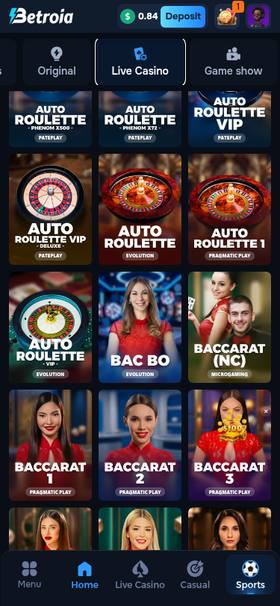 Betroia
$ 0.84 Deposit
1
s
Original
Live Casino
Game show
AUTO
ROULETTE
- PHENOM X500 -
PATEPLAY
AUTO
ROULETTE
- PHENOM X72 -
PATEPLAY
AUTO
ROULETTE
VIP
PATEPLAY
AUTO
ROULETTE VIP
- DELUXE -
PATEPLAY
AUTO
ROULETTE
EVOLUTION
AUTO
ROULETTE 1
PRAGMATIC PLAY
AUTO
ROULETTE
- VIP -
EVOLUTION
BAC BO
EVOLUTION
BACCARAT
(NC)
MICROGAMING
BACCARAT
1
PRAGMATIC PLAY
BACCARAT
2
PRAGMATIC PLAY
$100
BACCARAT
3
PRAGMATIC PLAY
Menu
Home
Live Casino
Casual
Sports